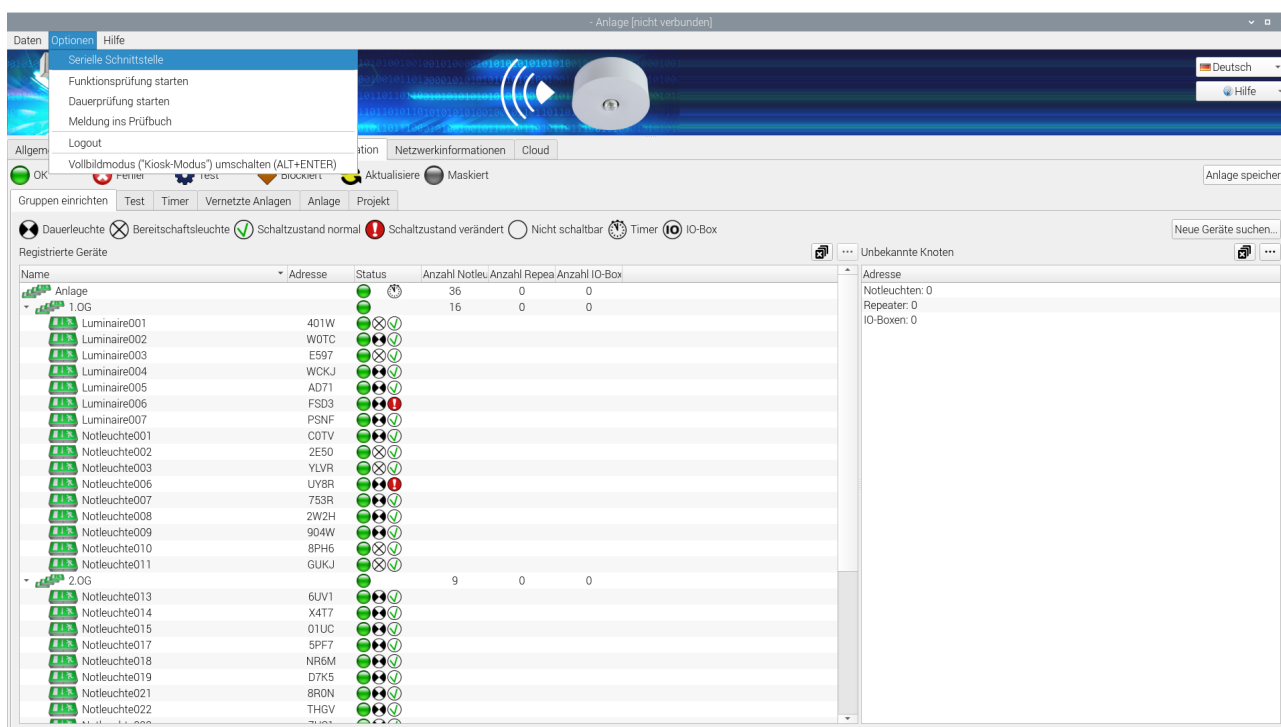 - Anlage [nicht verbunden]
Daten Optionen Hilfe
Serielle Schnittstelle
Funktionsprüfung starten
Dauerprüfung starten
Meldung ins Prüfbuch
Logout
Vollbildmodus ("Kiosk-Modus") umschalten (ALT+ENTER)
Deutsch
Hilfe
Netzwerkinformationen Cloud
OK Fehler Test Blockiert Aktualisiere Maskiert
Anlage speicher
Gruppen einrichten Test Timer Vernetzte Anlagen Anlage Projekt
Dauerleuchte Bereitschaftsleuchte Schaltzustand normal Schaltzustand verändert Nicht schaltbar Timer IO IO-Box
Neue Geräte suchen...
Registrierte Geräte
Unbekannte Knoten
Name Adresse Status Anzahl Notleu Anzahl Repea Anzahl IO-Box
Adresse
Anlage 36 0 0
Notleuchten: 0
1.OG 16 0 0
Repeater: 0
Luminaire001 401W
IO-Boxen: 0
Luminaire002 W0TC
Luminaire003 E597
Luminaire004 WCKJ
Luminaire005 AD71
Luminaire006 FSD3
Luminaire007 PSNF
Notleuchte001 C0TV
Notleuchte002 2E50
Notleuchte003 YLVR
Notleuchte006 UY8R
Notleuchte007 753R
Notleuchte008 2W2H
Notleuchte009 904W
Notleuchte010 8PH6
Notleuchte011 GUKJ
2.OG 9 0 0
Notleuchte013 6UV1
Notleuchte014 X4T7
Notleuchte015 01UC
Notleuchte017 5PF7
Notleuchte018 NR6M
Notleuchte019 D7K5
Notleuchte021 8R0N
Notleuchte022 THGV